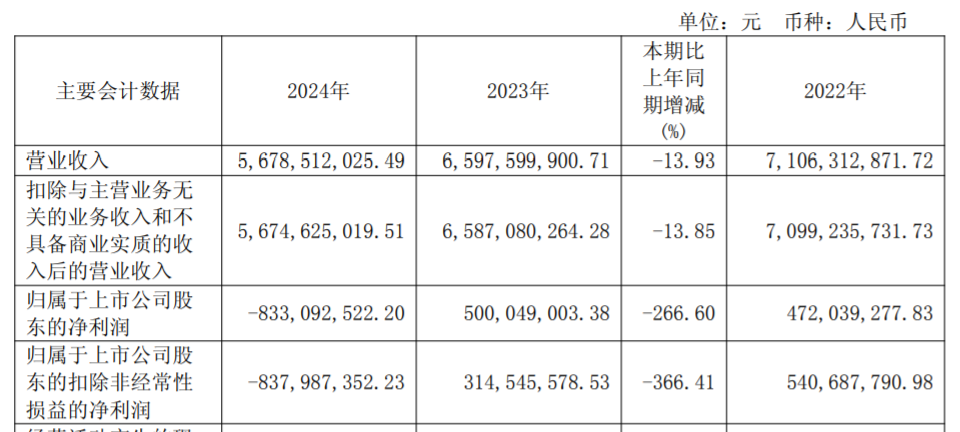 单位：元 币种：人民币
主要会计数据 2024年 2023年 本期比上年同期增减(%) 2022年
营业收入 5,678,512,025.49 6,597,599,900.71 -13.93 7,106,312,871.72
扣除与主营业务无关的业务收入和不具备商业实质的收入后的营业收入 5,674,625,019.51 6,587,080,264.28 -13.85 7,099,235,731.73
归属于上市公司股东的净利润 -833,092,522.20 500,049,003.38 -266.60 472,039,277.83
归属于上市公司股东的扣除非经常性损益的净利润 -837,987,352.23 314,545,578.53 -366.41 540,687,790.98